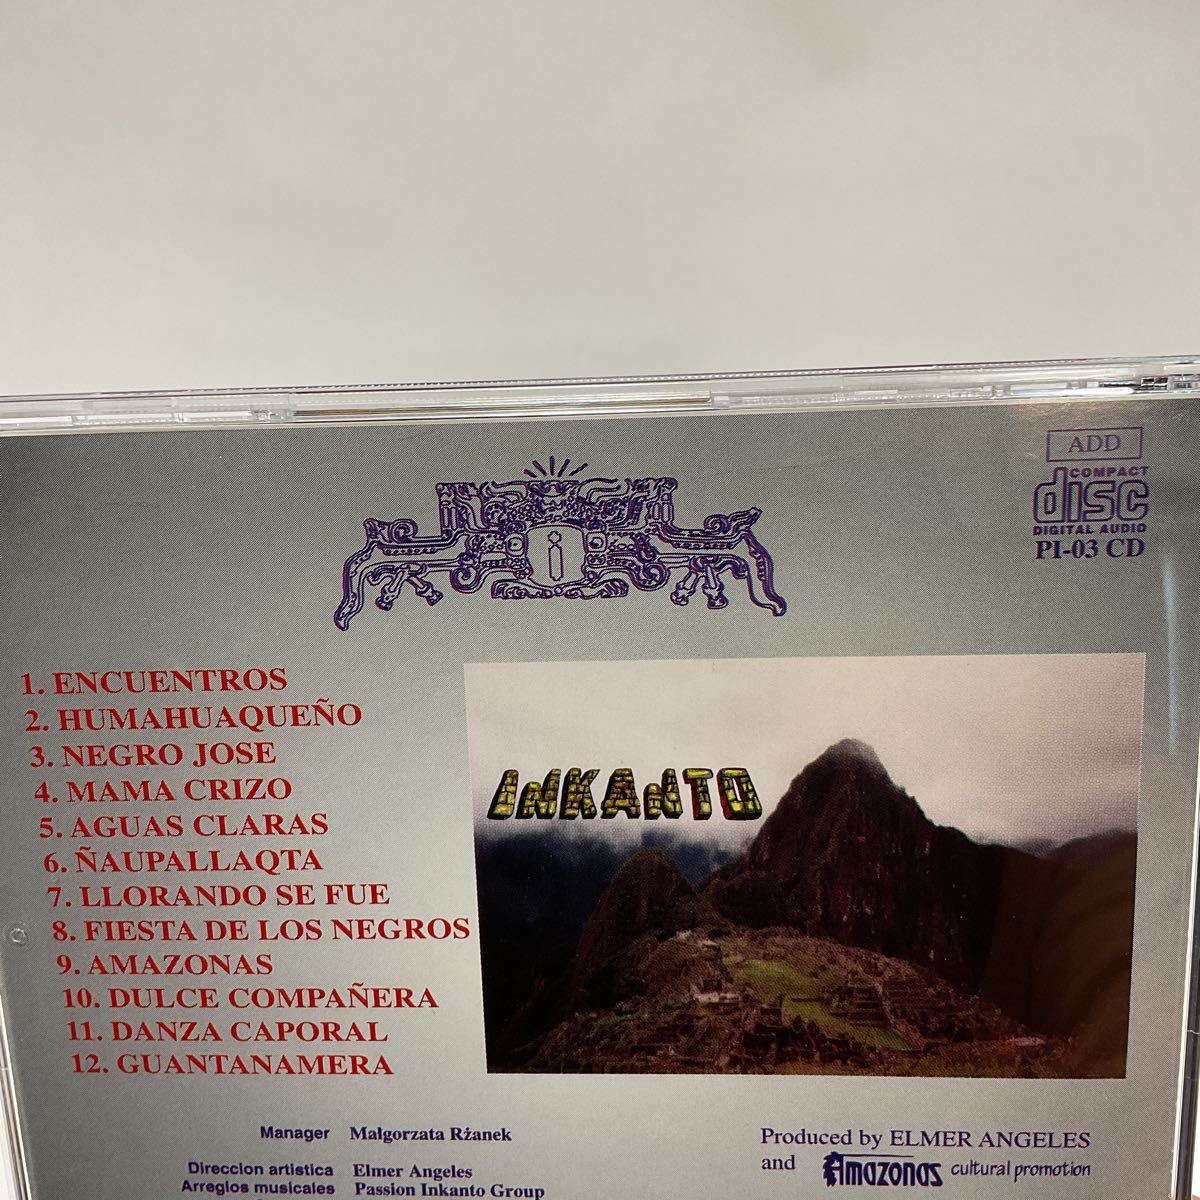 ADD
COMPACT
disc
DIGITAL AUDIO
PI-03 CD
i
1. ENCUENTROS
2. HUMAHUAQUEÑO
3. NEGRO JOSE
4. MAMA CRIZO
5. AGUAS CLARAS
6. ÑAUPALLAQTA
7. LLORANDO SE FUE
8. FIESTA DE LOS NEGROS
9. AMAZONAS
10. DULCE COMPAÑERA
11. DANZA CAPORAL
12. GUANTANAMERA
INKANTO
Manager Małgorzata Rżanek
Direccion artistica Elmer Angeles
Arreglos musicales Passion Inkanto Group
Produced by ELMER ANGELES
and Amazonas cultural promotion